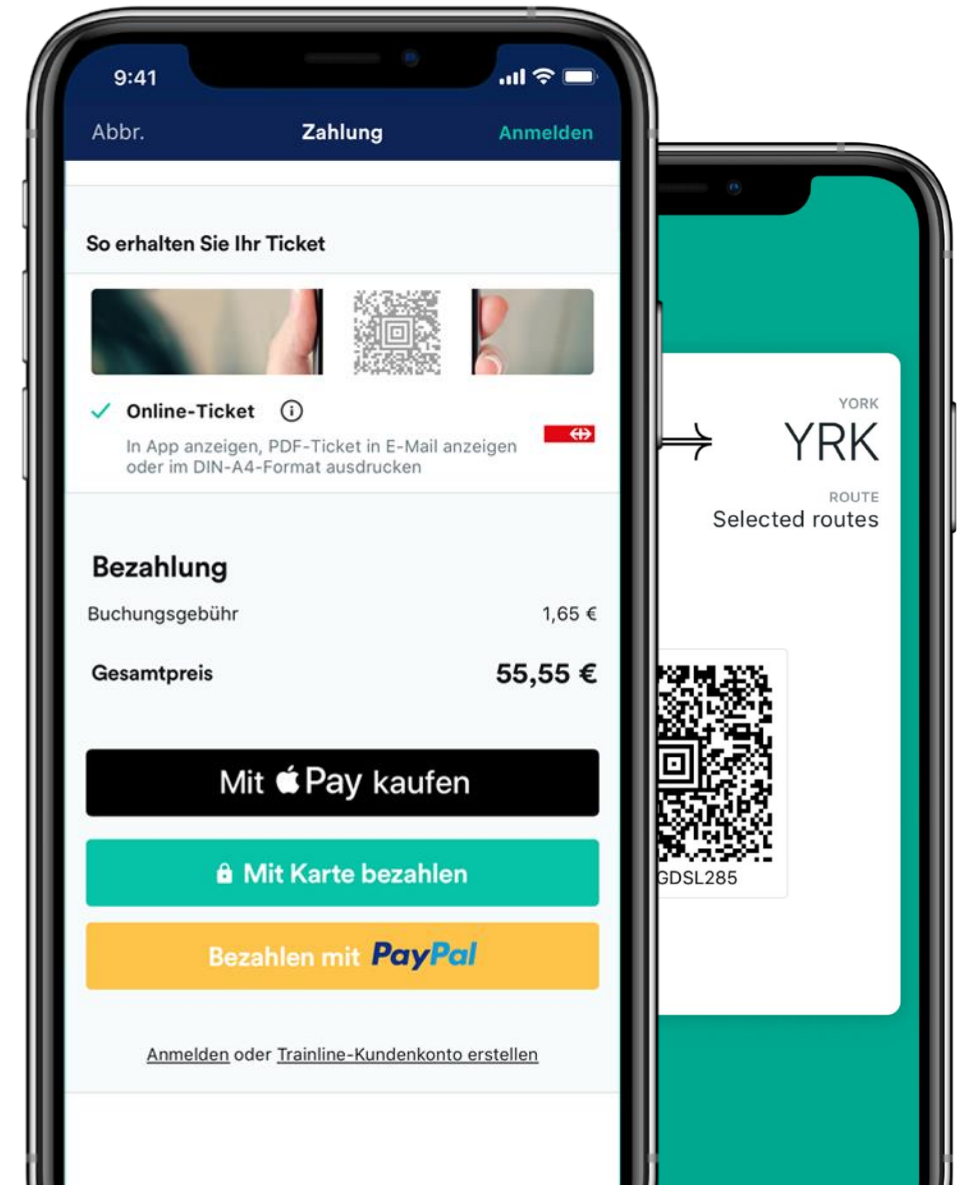 9:41
Abbr.
Zahlung
Anmelden
So erhalten Sie Ihr Ticket
Online-Ticket
In App anzeigen, PDF-Ticket in E-Mail anzeigen
oder im DIN-A4-Format ausdrucken
Bezahlung
Buchungsgebühr 1,65 €
Gesamtpreis 55,55 €
Mit Pay kaufen
Mit Karte bezahlen
Bezahlen mit PayPal
Anmelden oder Trainline-Kundenkonto erstellen
YORK
YRK
ROUTE
Selected routes
GDSL285